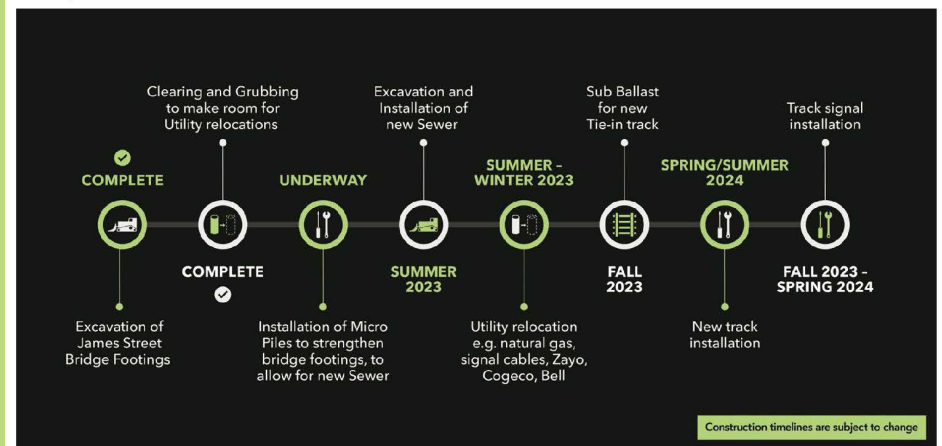 Clearing and Grubbing
to make room for
Utility relocations
Excavation and
Installation of
new Sewer
Sub Ballast
for new
Tie-in track
Track signal
installation
COMPLETE
UNDERWAY
SUMMER –
WINTER 2023
SPRING/SUMMER
2024
COMPLETE
SUMMER
2023
FALL
2023
FALL 2023 –
SPRING 2024
Excavation of
James Street
Bridge Footings
Installation of Micro
Piles to strengthen
bridge footings, to
allow for new Sewer
Utility relocation
e.g. natural gas,
signal cables, Zayo,
Cogeco, Bell
New track
installation
Construction timelines are subject to change